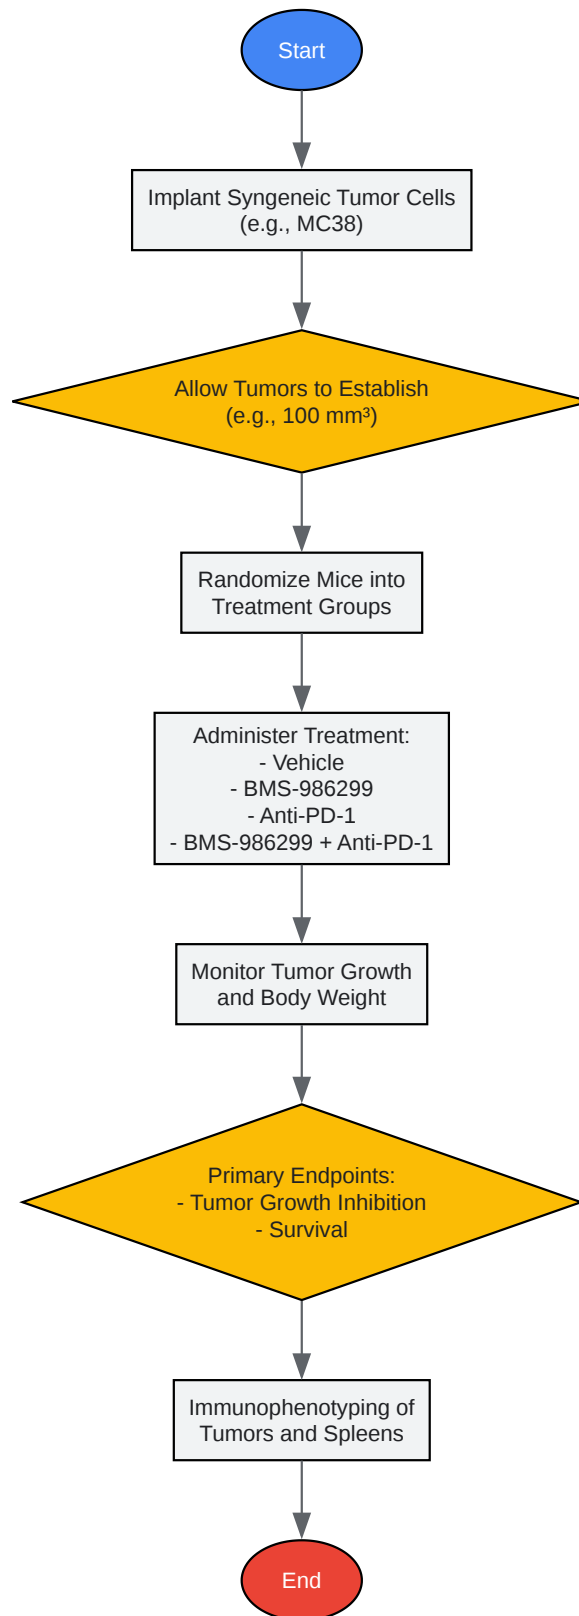 Start
Implant Syngeneic Tumor Cells
(e.g., MC38)
Allow Tumors to Establish
(e.g., 100 mm³)
Randomize Mice into
Treatment Groups
Administer Treatment:
- Vehicle
- BMS-986299
- Anti-PD-1
- BMS-986299 + Anti-PD-1
Monitor Tumor Growth
and Body Weight
Primary Endpoints:
- Tumor Growth Inhibition
- Survival
Immunophenotyping of
Tumors and Spleens
End